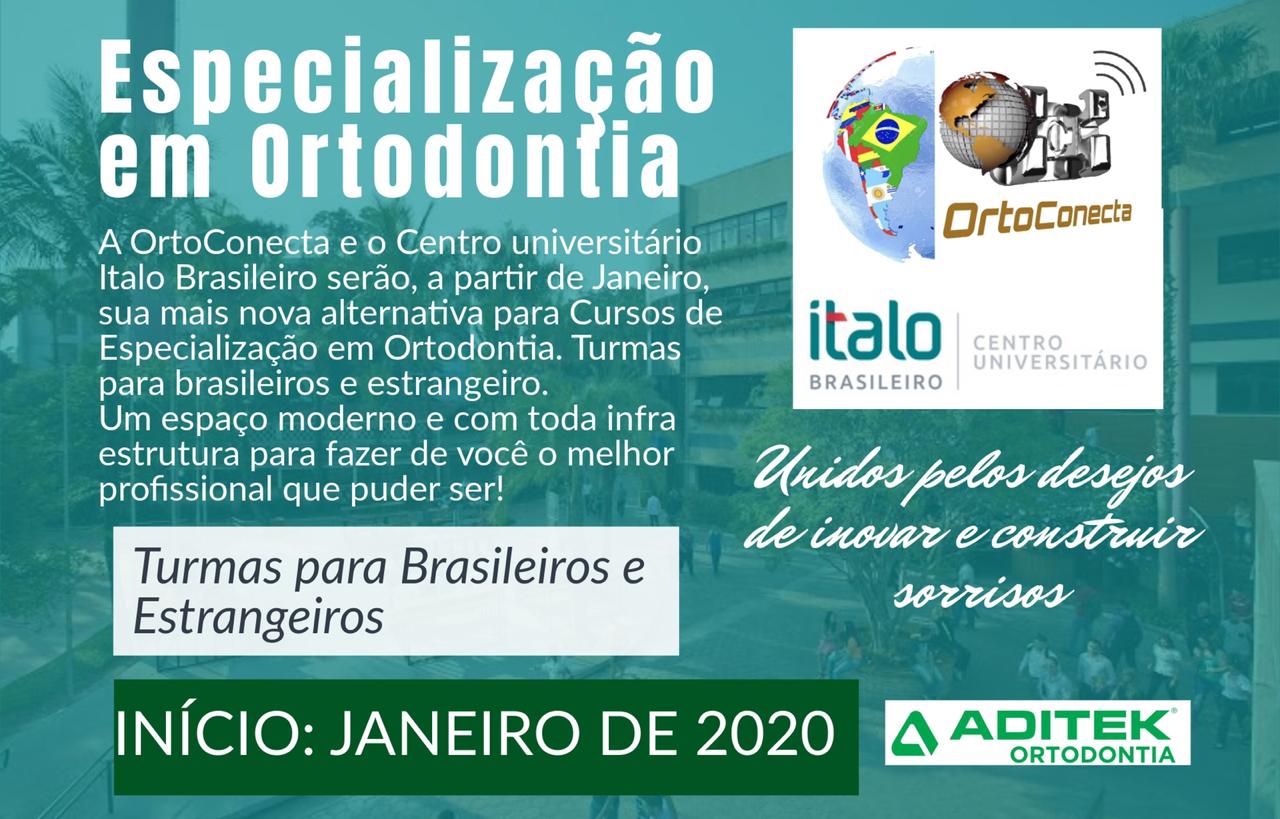 Especialização
em Ortodontia
A OrtoConecta e o Centro universitário
Italo Brasileiro serão, a partir de Janeiro,
sua mais nova alternativa para Cursos de
Especialização em Ortodontia. Turmas
para brasileiros e estrangeiro.
Um espaço moderno e com toda infra
estrutura para fazer de você o melhor
profissional que puder ser!
Turmas para Brasileiros e
Estrangeiros
INÍCIO: JANEIRO DE 2020
OrtoConecta
italo
BRASILEIRO
CENTRO
UNIVERSITÁRIO
Unidos pelos desejos
de inovar e construir
sorrisos
ADITEK®
ORTODONTIA